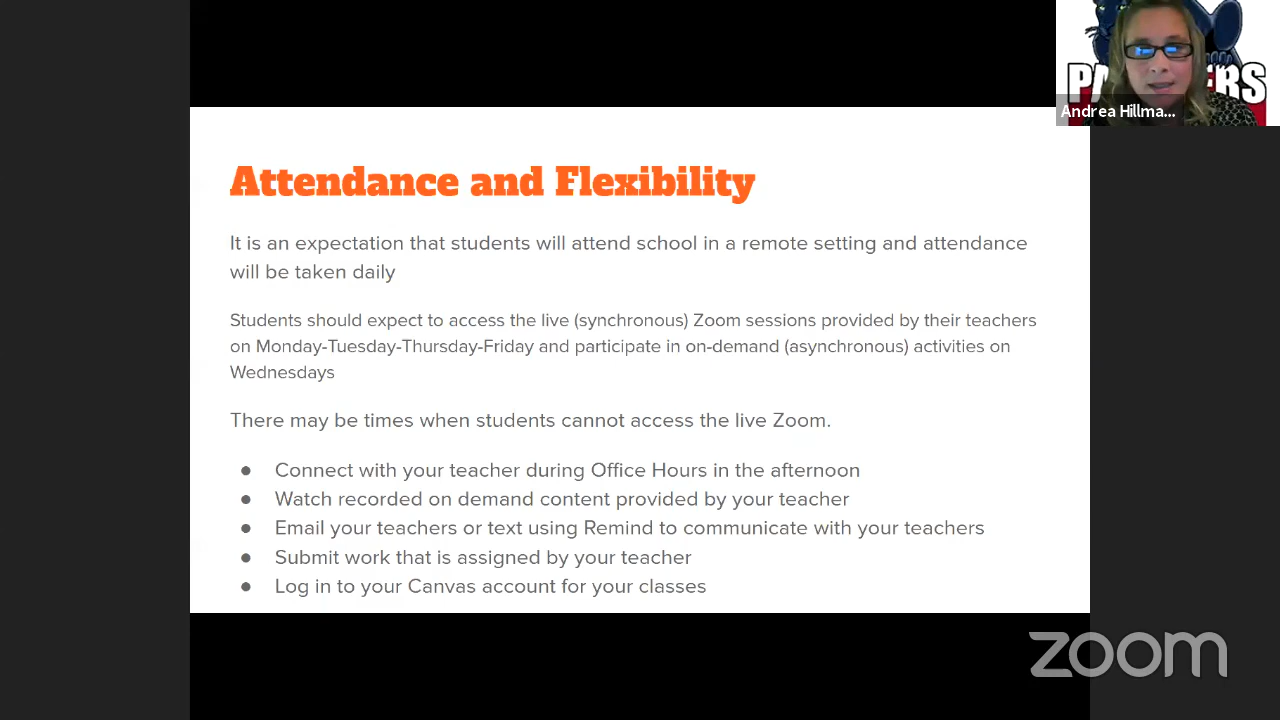 Attendance and Flexibility
It is an expectation that students will attend school in a remote setting and attendance
will be taken daily
Students should expect to access the live (synchronous) Zoom sessions provided by their teachers
on Monday-Tuesday-Thursday-Friday and participate in on-demand (asynchronous) activities on
Wednesdays
There may be times when students cannot access the live Zoom.
● Connect with your teacher during Office Hours in the afternoon
● Watch recorded on demand content provided by your teacher
● Email your teachers or text using Remind to communicate with your teachers
● Submit work that is assigned by your teacher
● Log in to your Canvas account for your classes
Andrea Hillma...
zoom